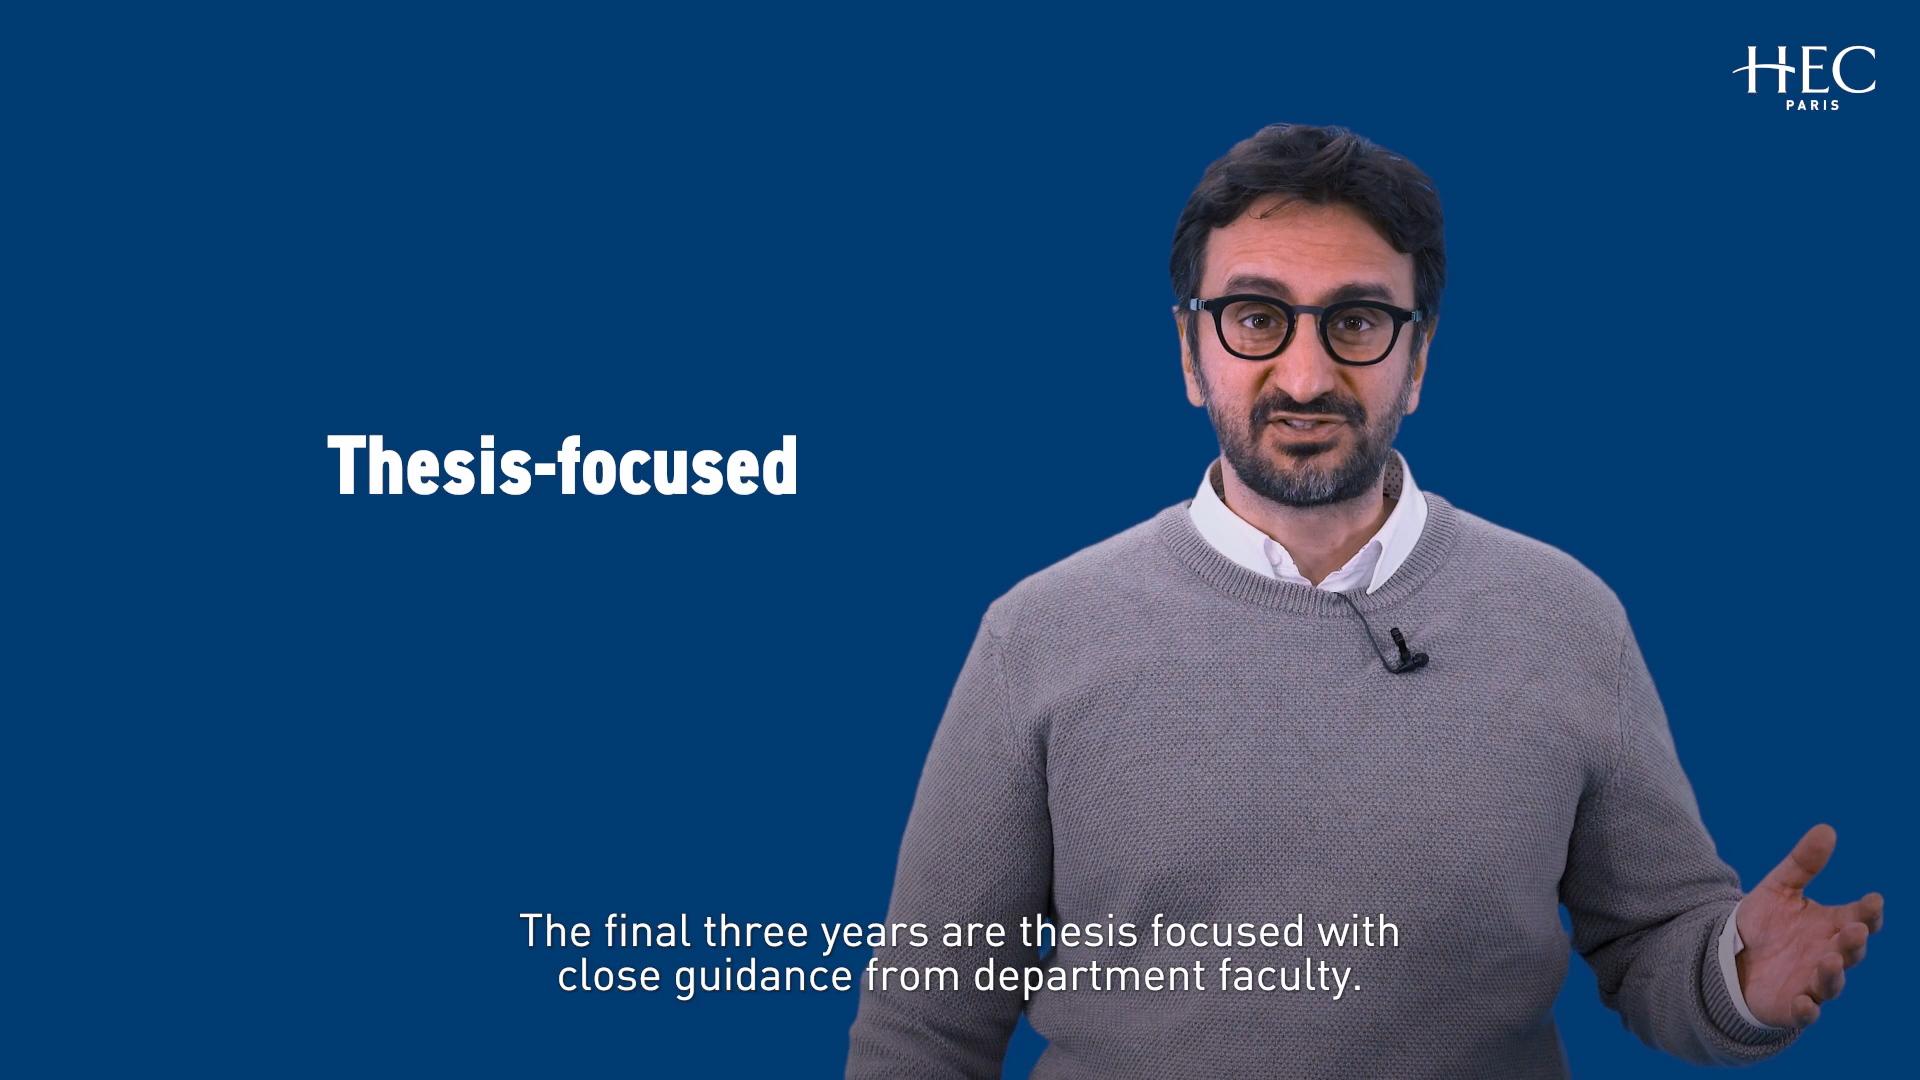 HEC
PARIS
Thesis-focused
The final three years are thesis focused with
close guidance from department faculty.